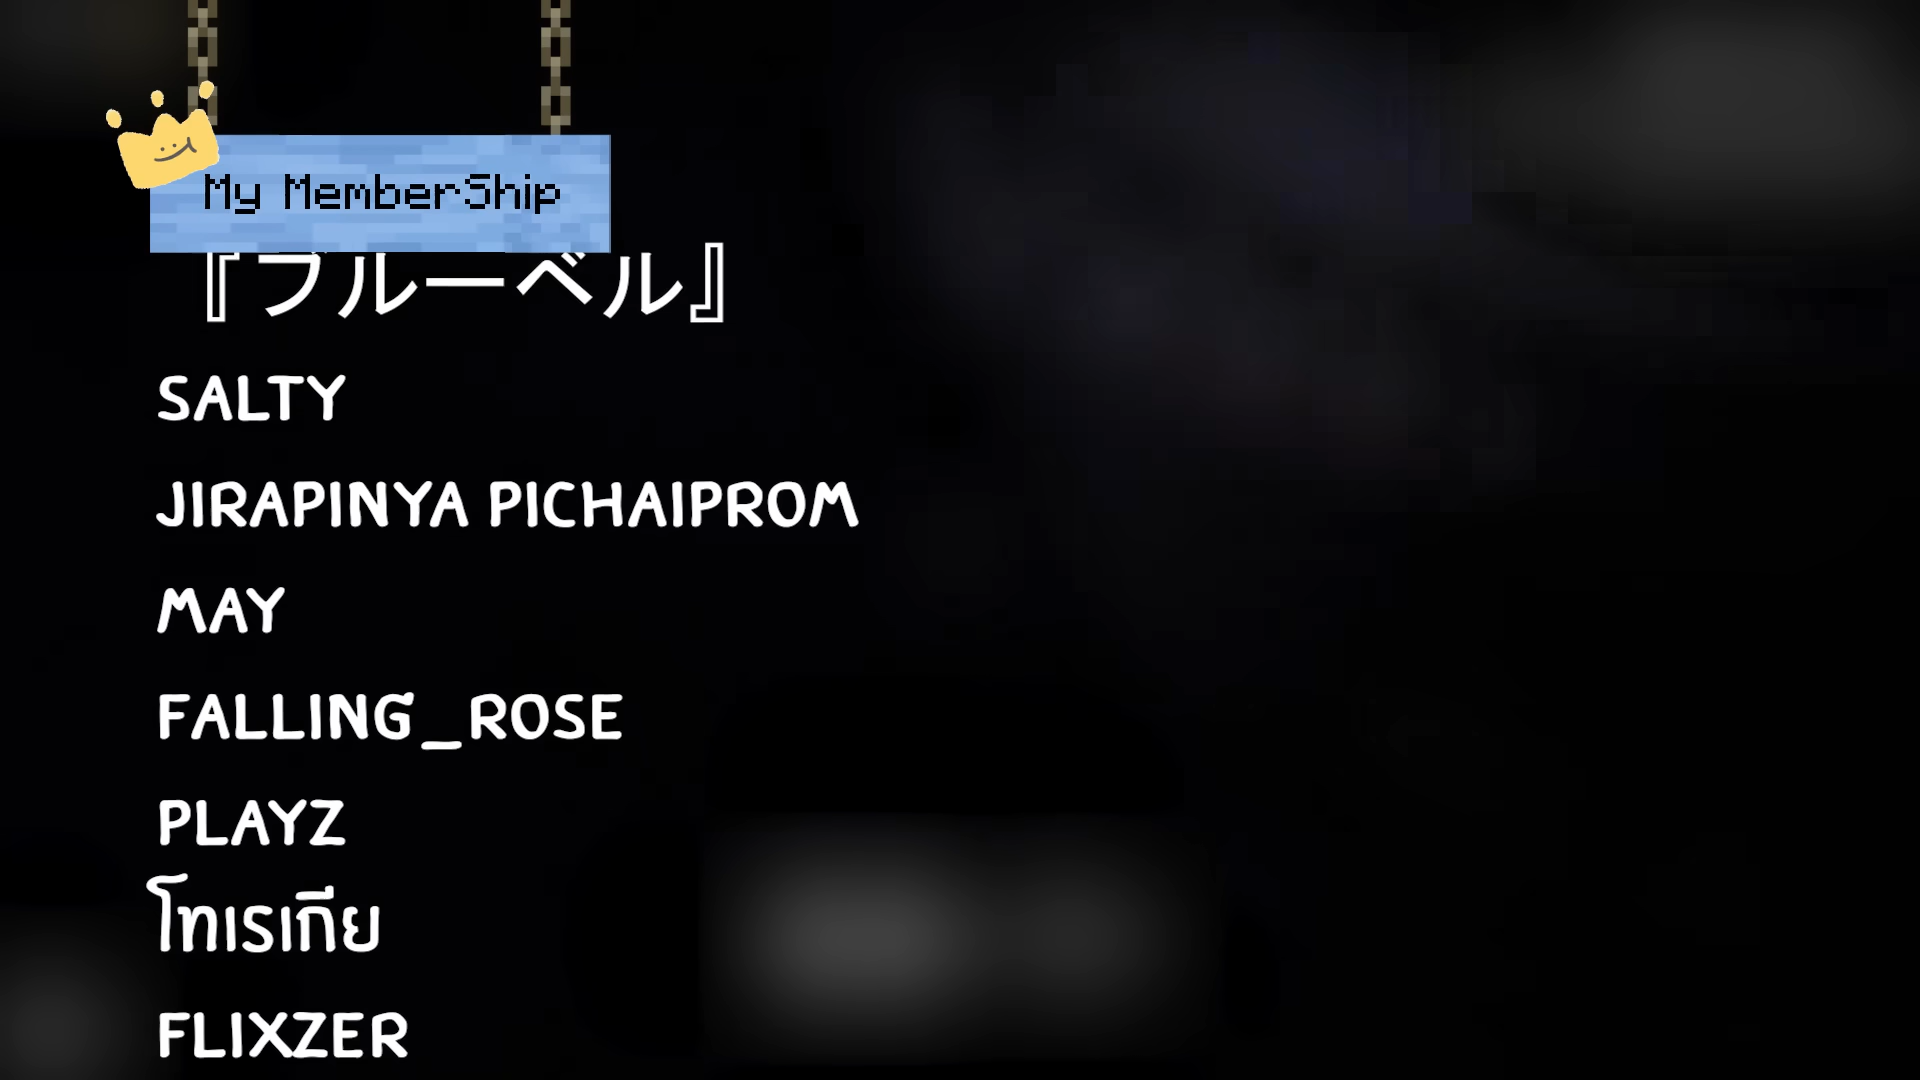 My MemberShip
『ブルーベル』
SALTY
JIRAPINYA PICHAIPROM
MAY
FALLING_ROSE
PLAYZ
โทเรเกีย
FLIXZER